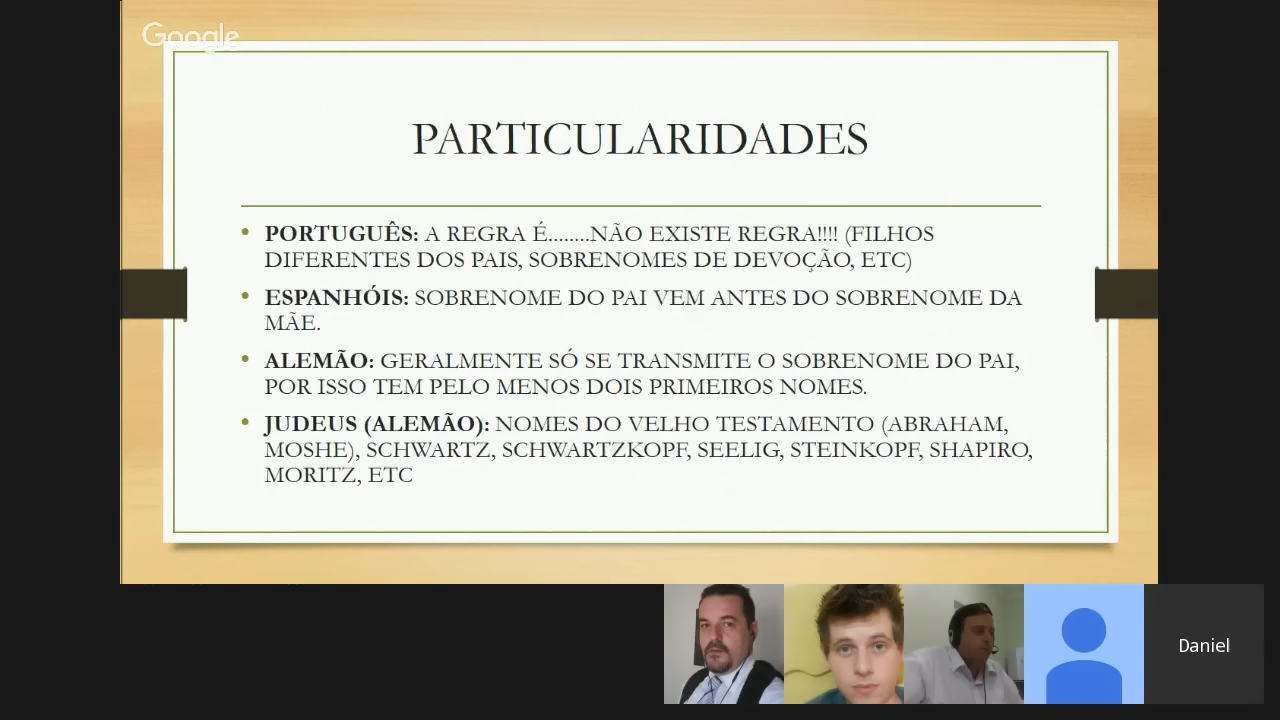 Google
PARTICULARIDADES
• PORTUGUÊS: A REGRA É........NÃO EXISTE REGRA!!!! (FILHOS
DIFERENTES DOS PAIS, SOBRENOMES DE DEVOÇÃO, ETC)
• ESPANHÓIS: SOBRENOME DO PAI VEM ANTES DO SOBRENOME DA
MÃE.
• ALEMÃO: GERALMENTE SÓ SE TRANSMITE O SOBRENOME DO PAI,
POR ISSO TEM PELO MENOS DOIS PRIMEIROS NOMES.
• JUDEUS (ALEMÃO): NOMES DO VELHO TESTAMENTO (ABRAHAM,
MOSHE), SCHWARTZ, SCHWARTZKOPF, SEELIG, STEINKOPF, SHAPIRO,
MORITZ, ETC
Daniel